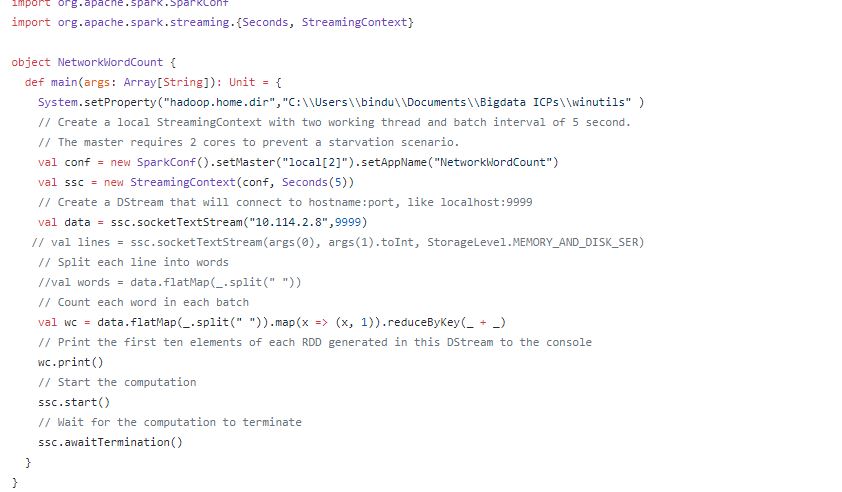 import org.apache.spark.SparkConf
import org.apache.spark.streaming.{Seconds, StreamingContext}
object NetworkWordCount {
def main(args: Array[String]): Unit = {
System.setProperty("hadoop.home.dir","C:\\Users\\bindu\\Documents\\Bigdata ICPs\\winutils" )
// Create a local StreamingContext with two working thread and batch interval of 5 second.
// The master requires 2 cores to prevent a starvation scenario.
val conf = new SparkConf().setMaster("local[2]").setAppName("NetworkWordCount")
val ssc = new StreamingContext(conf, Seconds(5))
// Create a DStream that will connect to hostname:port, like localhost:9999
val data = ssc.socketTextStream("10.114.2.8",9999)
// val lines = ssc.socketTextStream(args(0), args(1).toInt, StorageLevel.MEMORY_AND_DISK_SER)
// Split each line into words
//val words = data.flatMap(_.split(" "))
// Count each word in each batch
val wc = data.flatMap(_.split(" ")).map(x => (x, 1)).reduceByKey(_ + _)
// Print the first ten elements of each RDD generated in this DStream to the console
wc.print()
// Start the computation
ssc.start()
// Wait for the computation to terminate
ssc.awaitTermination()
}
}